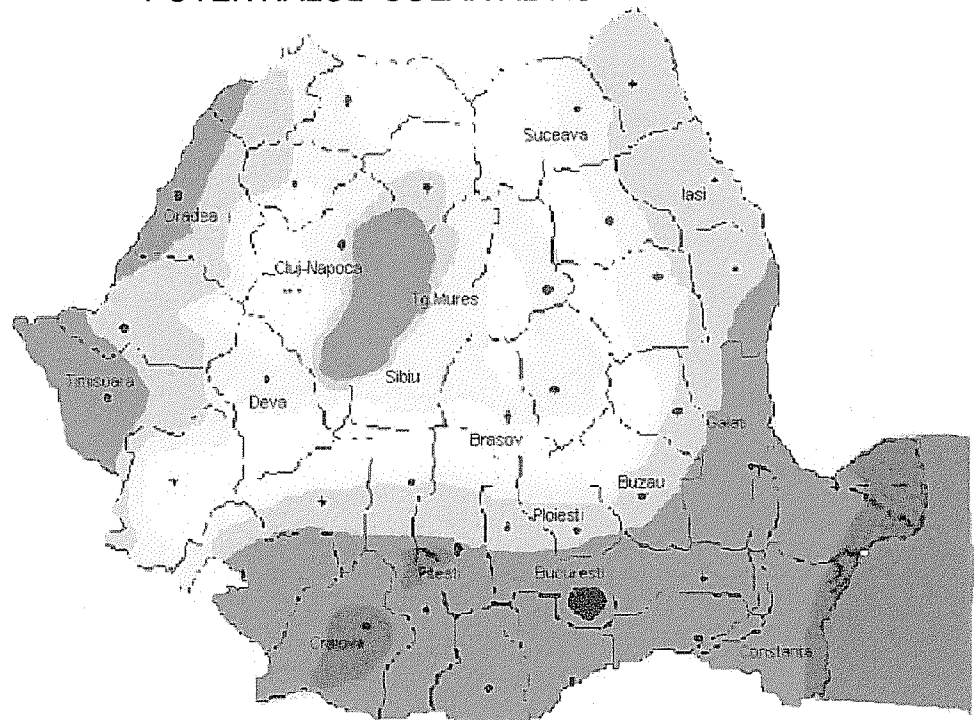 Suceava
Iasi
Oradea
Cluj-Napoca
Tg.Mures
Timisoara
Deva
Sibiu
Galati
Brasov
Buzau
Ploiesti
Pitesti
Bucuresti
Craiova
Constanta